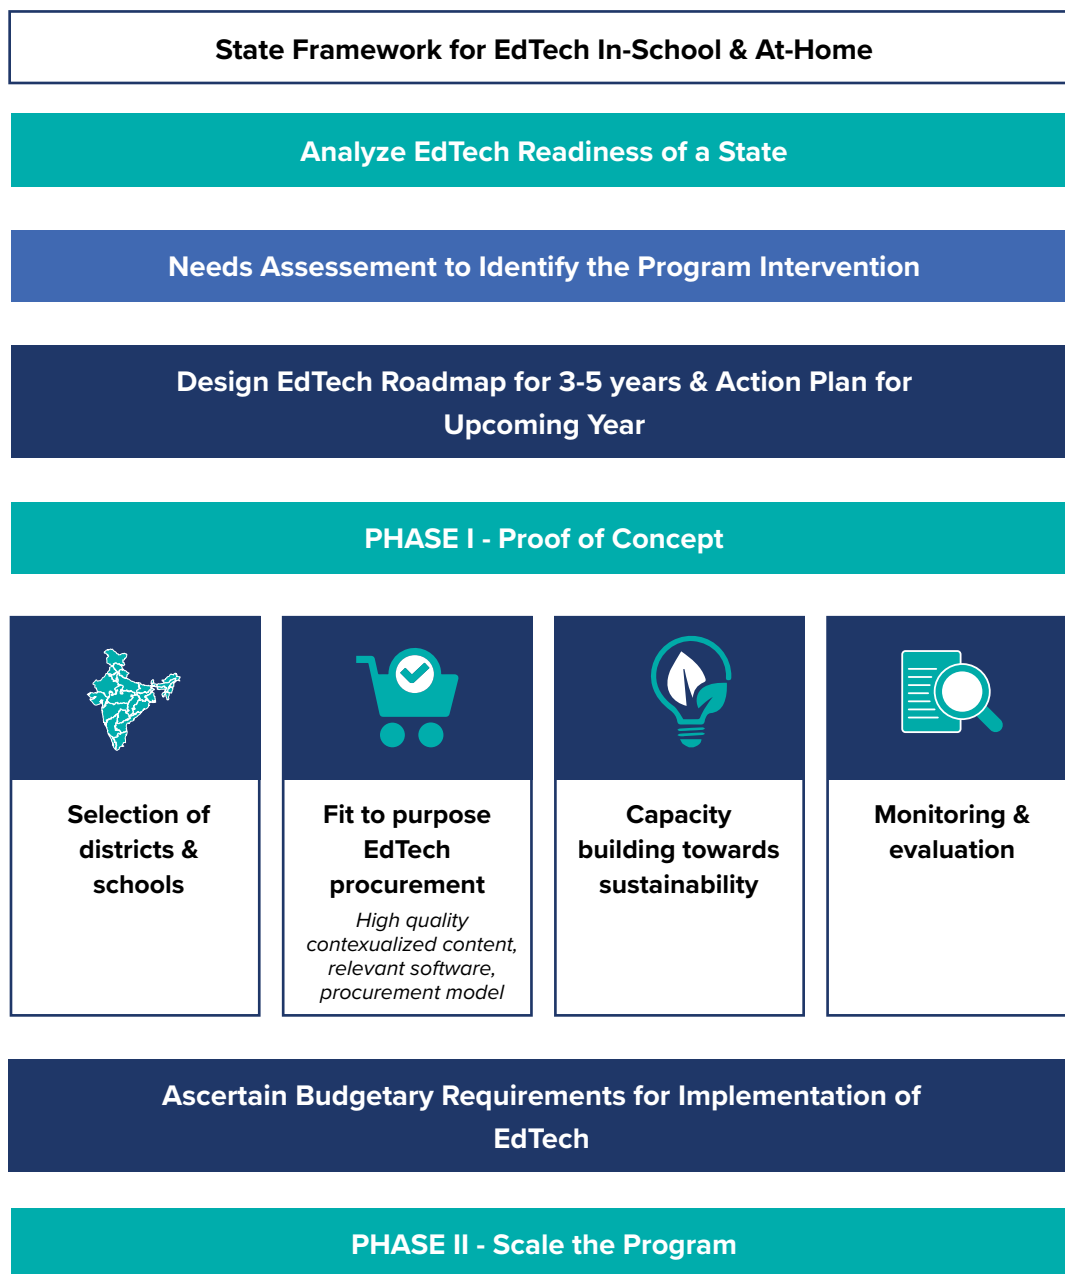 State Framework for EdTech In-School & At-Home
Analyze EdTech Readiness of a State
Needs Assessement to Identify the Program Intervention
Design EdTech Roadmap for 3-5 years & Action Plan for
Upcoming Year
PHASE I - Proof of Concept
Selection of
districts &
schools
Fit to purpose
EdTech
procurement
High quality
contexualized content,
relevant software,
procurement model
Capacity
building towards
sustainability
Monitoring &
evaluation
Ascertain Budgetary Requirements for Implementation of
EdTech
PHASE II - Scale the Program